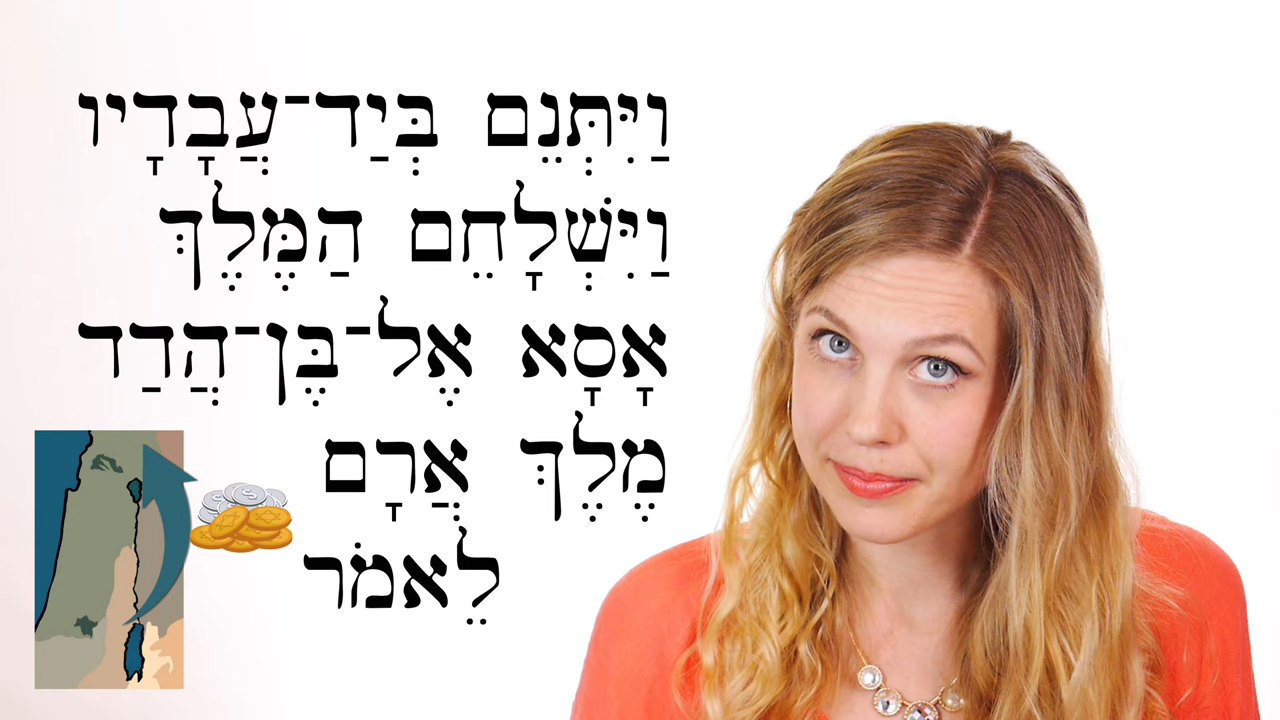 וַיִּתְּנֵם בְּיַד־עֲבָדָיו
וַיִּשְׁלָחֵם הַמֶּלֶךְ
אָסָא אֶל־בֶּן־הֲדַד
מֶלֶךְ אֲרָם
לֵאמֹר